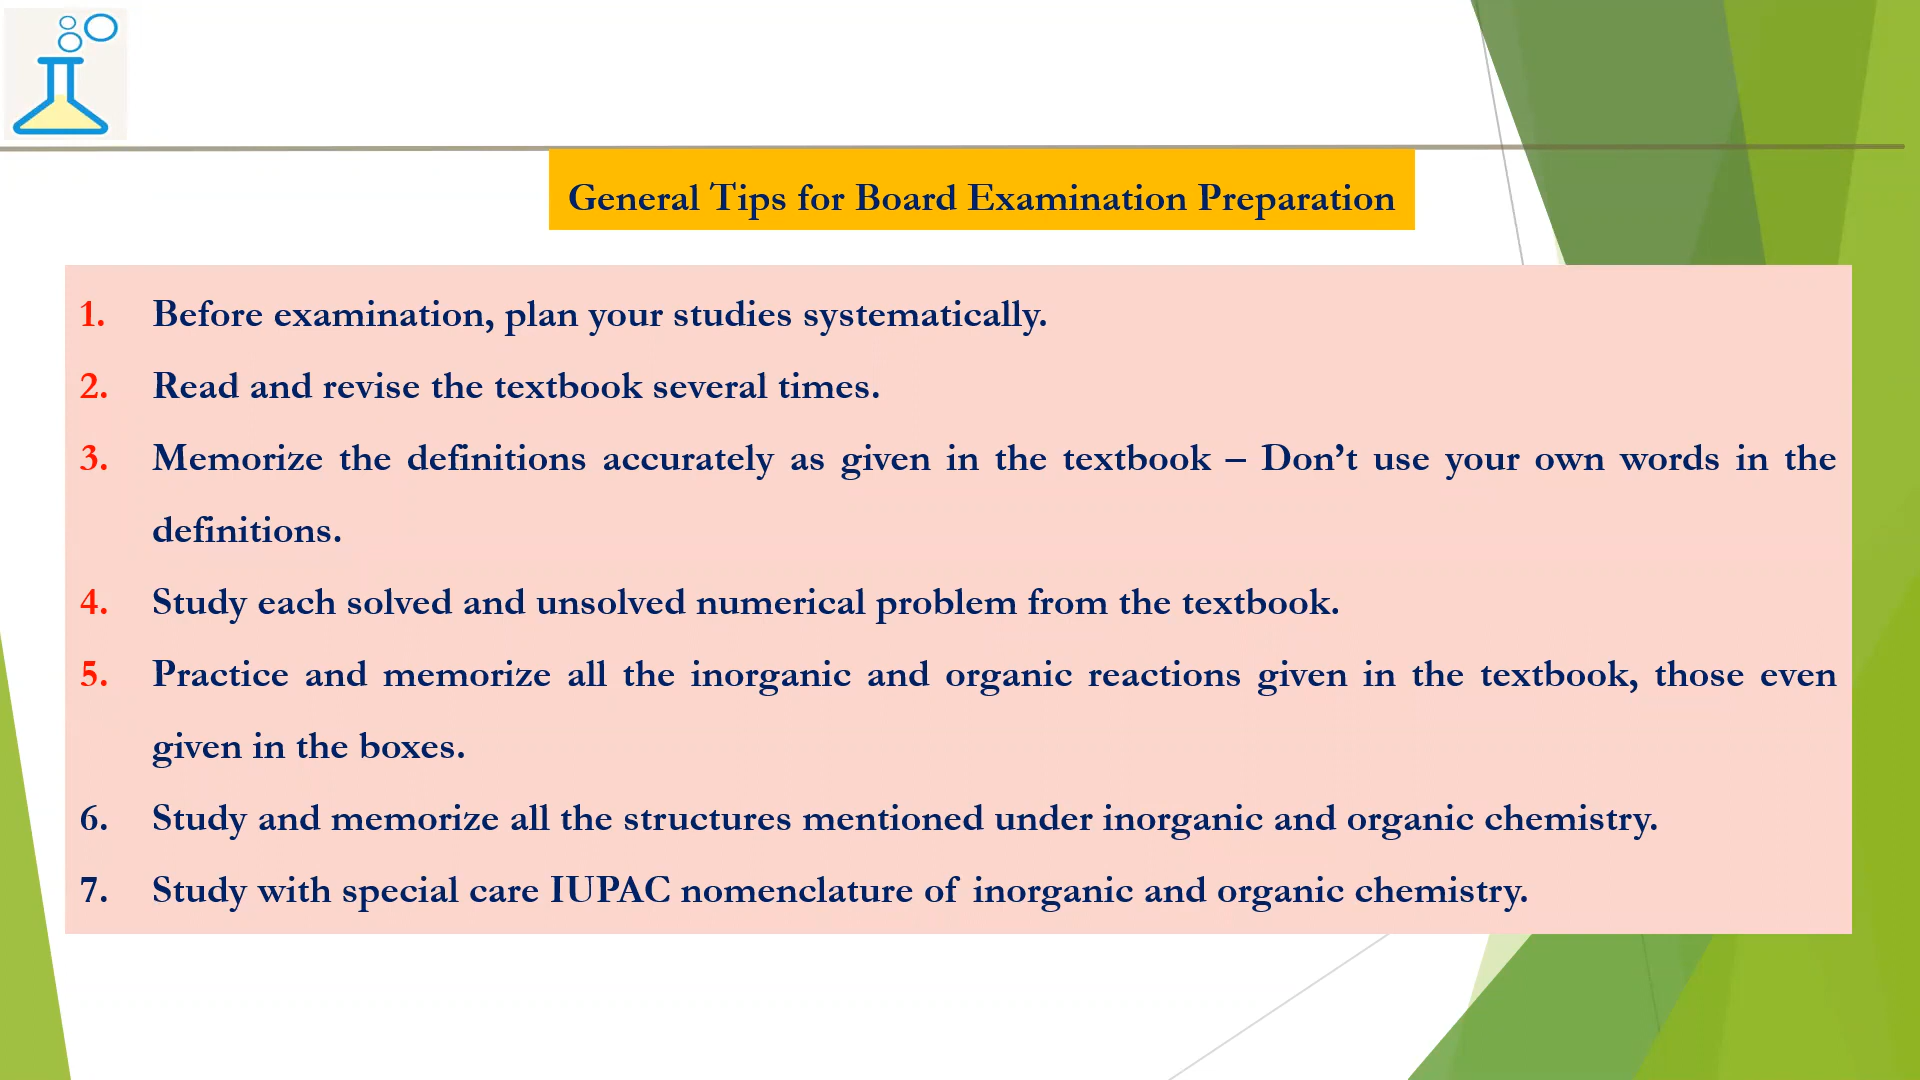 General Tips for Board Examination Preparation
1. Before examination, plan your studies systematically.
2. Read and revise the textbook several times.
3. Memorize the definitions accurately as given in the textbook – Don’t use your own words in the
definitions.
4. Study each solved and unsolved numerical problem from the textbook.
5. Practice and memorize all the inorganic and organic reactions given in the textbook, those even
given in the boxes.
6. Study and memorize all the structures mentioned under inorganic and organic chemistry.
7. Study with special care IUPAC nomenclature of inorganic and organic chemistry.